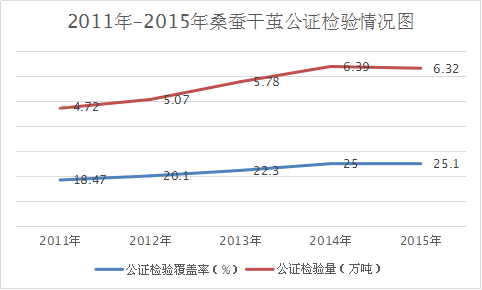 2011年-2015年桑蚕干茧公证检验情况图
4.72 5.07 5.78 6.39 6.32
18.47 20.1 22.3 25 25.1
2011年 2012年 2013年 2014年 2015年
公证检验覆盖率（%） 公证检验量（万吨）